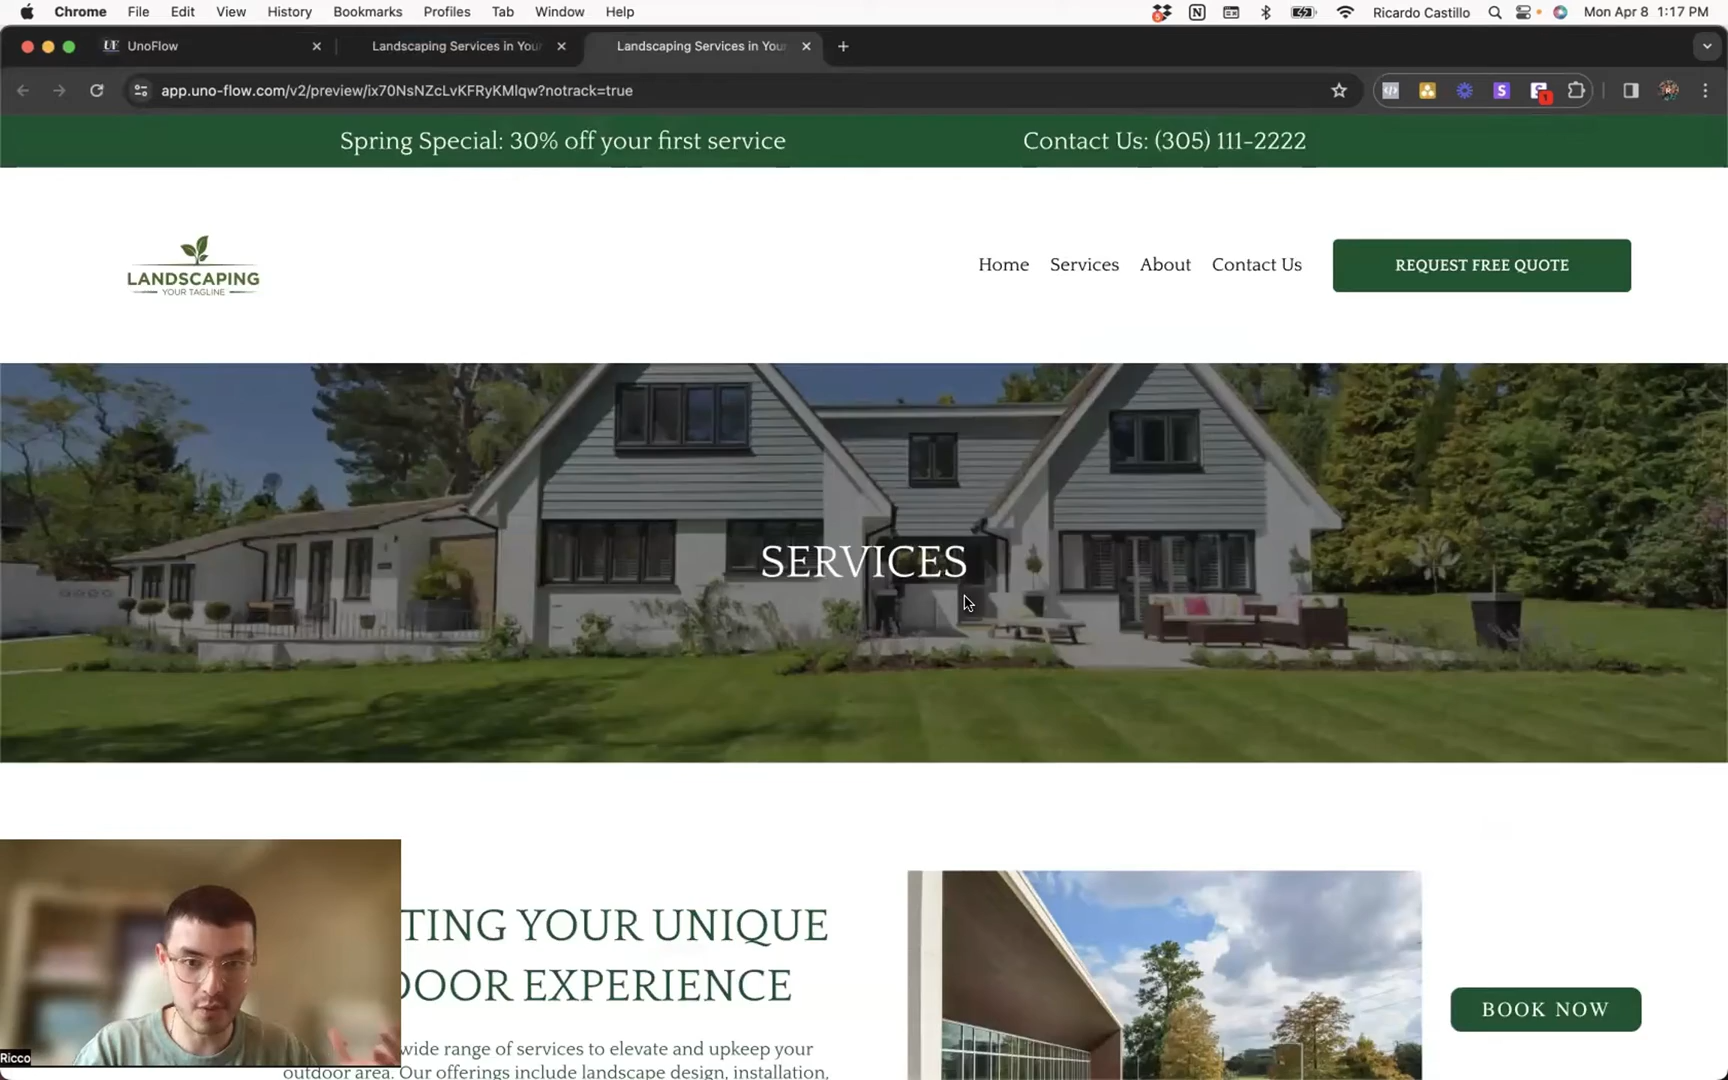 Chrome File Edit View History Bookmarks Profiles Tab Window Help
Ricardo Castillo Mon Apr 8 1:17 PM
UnoFlow
Landscaping Services in Your
Landscaping Services in Your
app.uno-flow.com/v2/preview/ix70NsNZcLvKFRyKMlqw?notrack=true
Spring Special: 30% off your first service
Contact Us: (305) 111-2222
LANDSCAPING
YOUR TAGLINE
Home Services About Contact Us
REQUEST FREE QUOTE
SERVICES
TING YOUR UNIQUE
DOOR EXPERIENCE
wide range of services to elevate and upkeep your
outdoor area. Our offerings include landscape design, installation,
BOOK NOW
Ricco